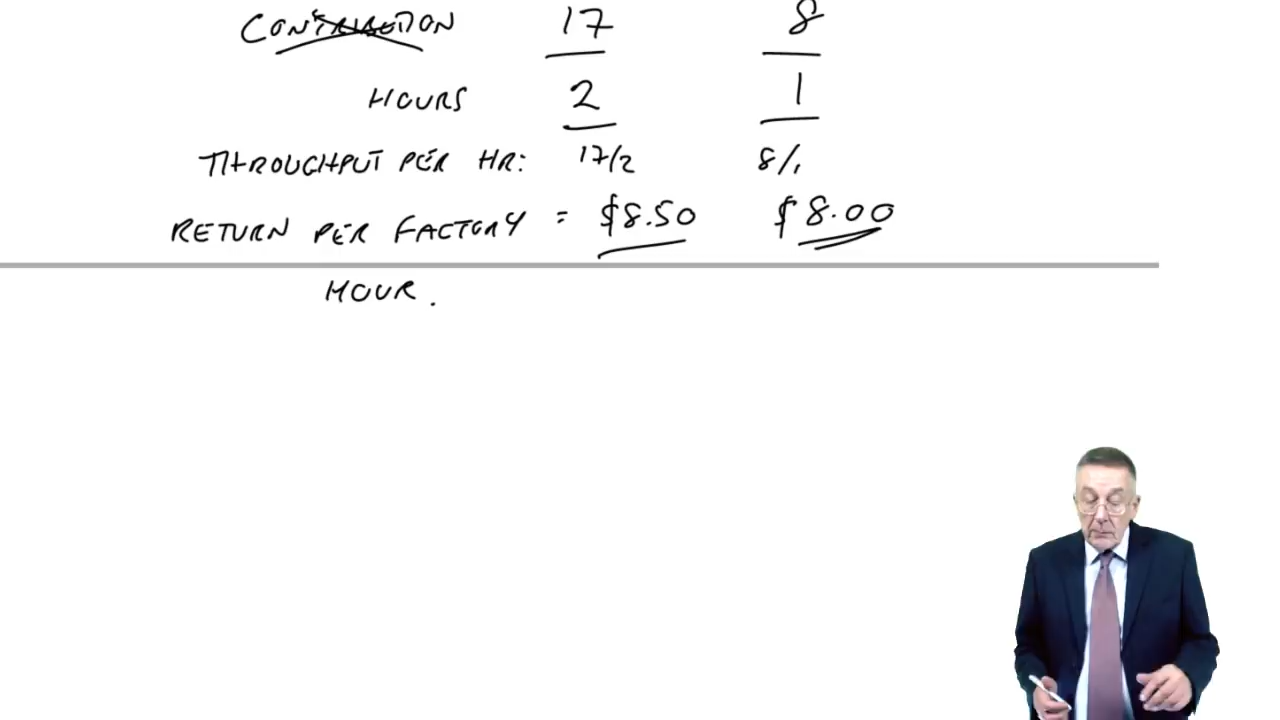 CONTRIBUTION 17 8
HOURS 2 1
THROUGHPUT PER HR: 17/2 8/1
RETURN PER FACTORY = $8.50 $8.00
HOUR.